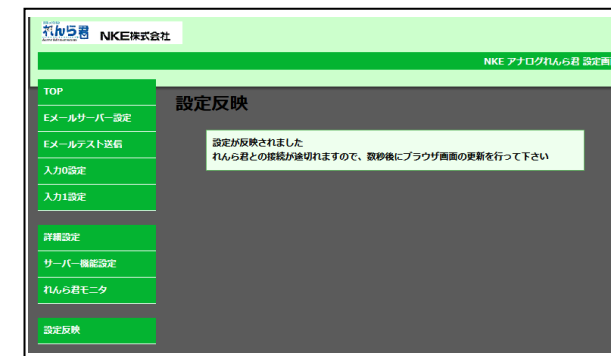 れんら君 NKE株式会社
NKE アナログれんら君 設定画
TOP
Eメールサーバー設定
Eメールテスト送信
入力0設定
入力1設定
詳細設定
サーバー機能設定
れんら君モニタ
設定反映
設定反映
設定が反映されました
れんら君との接続が途切れますので、数秒後にブラウザ画面の更新を行って下さい